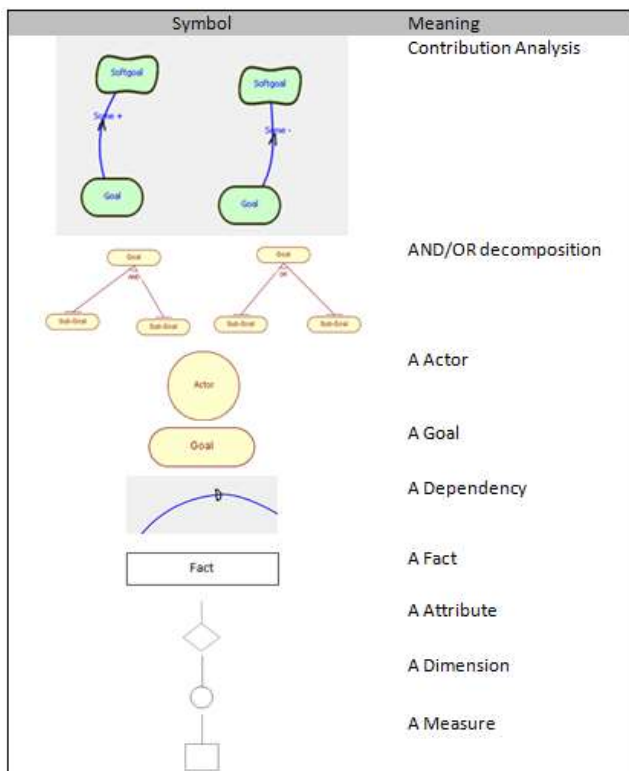 Symbol Meaning
Contribution Analysis
Softgoal Softgoal
Some + Some -
Goal Goal
AND/OR decomposition
Goal Goal
AND OR
Sub-Goal Sub-Goal Sub-Goal Sub-Goal
A Actor
Actor
A Goal
Goal
A Dependency
A Fact
Fact
A Attribute
A Dimension
A Measure